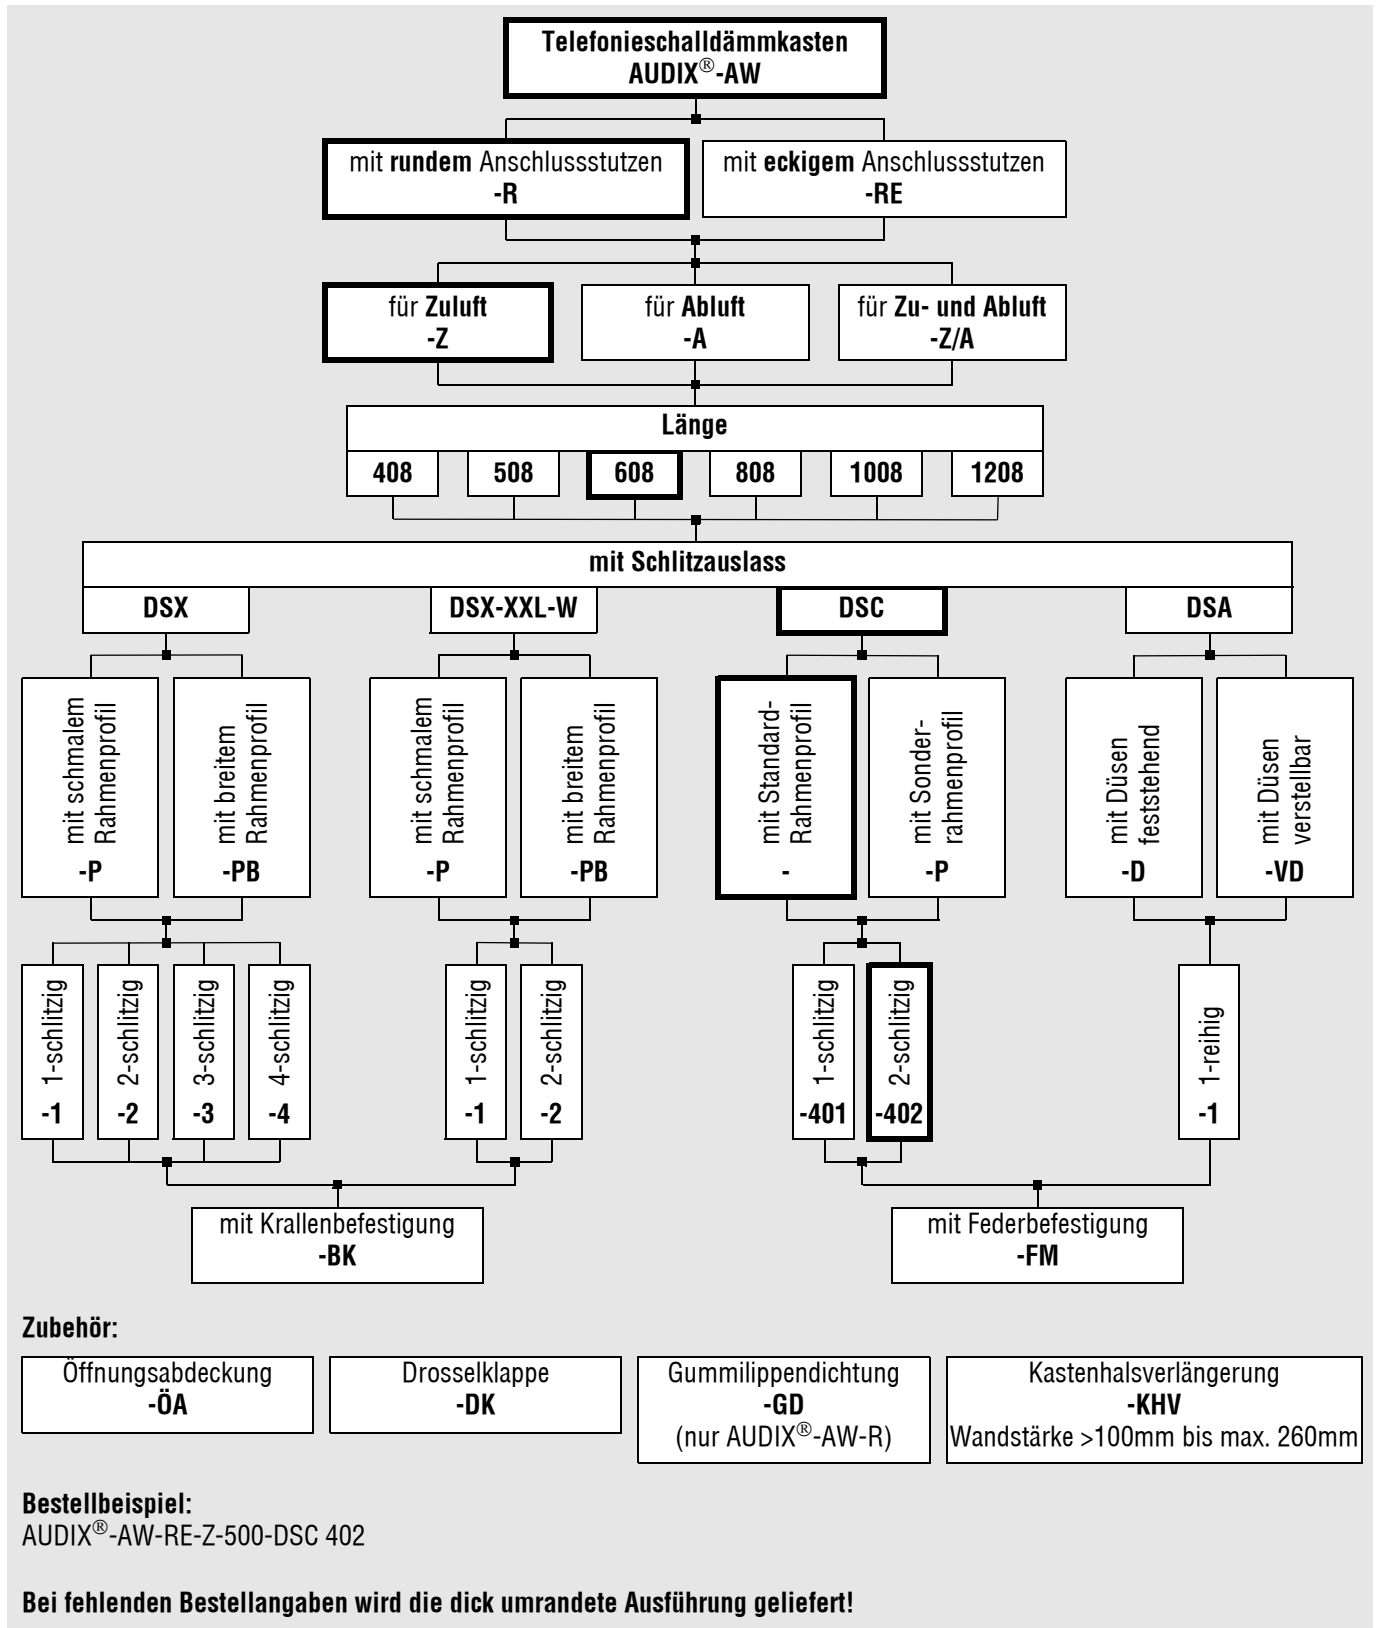 Telefonieschalldämmkasten
AUDIX®-AW
mit rundem Anschlussstutzen
-R
mit eckigem Anschlussstutzen
-RE
für Zuluft
-Z
für Abluft
-A
für Zu- und Abluft
-Z/A
Länge
408
508
608
808
1008
1208
mit Schlitzauslass
DSX
DSX-XXL-W
DSC
DSA
mit schmalem
Rahmenprofil
-P
mit breitem
Rahmenprofil
-PB
mit schmalem
Rahmenprofil
-P
mit breitem
Rahmenprofil
-PB
mit Standard-
Rahmenprofil
-
mit Sonder-
rahmenprofil
-P
mit Düsen
feststehend
-D
mit Düsen
verstellbar
-VD
1-schlitzig
-1
2-schlitzig
-2
3-schlitzig
-3
4-schlitzig
-4
1-schlitzig
-1
2-schlitzig
-2
1-schlitzig
-401
2-schlitzig
-402
1-reihig
-1
mit Krallenbefestigung
-BK
mit Federbefestigung
-FM
Zubehör:
Öffnungsabdeckung
-ÖA
Drosselklappe
-DK
Gummilippendichtung
-GD
(nur AUDIX®-AW-R)
Kastenhalsverlängerung
-KHV
Wandstärke >100mm bis max. 260mm
Bestellbeispiel:
AUDIX®-AW-RE-Z-500-DSC 402
Bei fehlenden Bestellangaben wird die dick umrandete Ausführung geliefert!